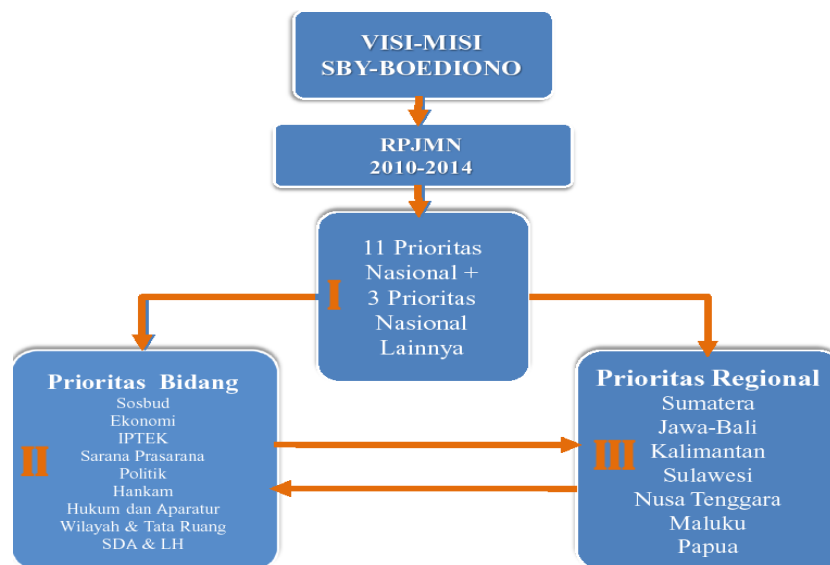 VISI-MISI
SBY-BOEDIONO
RPJMN
2010-2014
I
11 Prioritas
Nasional +
3 Prioritas
Nasional
Lainnya
II
Prioritas Bidang
Sosbud
Ekonomi
IPTEK
Sarana Prasarana
Politik
Hankam
Hukum dan Aparatur
Wilayah & Tata Ruang
SDA & LH
III
Prioritas Regional
Sumatera
Jawa-Bali
Kalimantan
Sulawesi
Nusa Tenggara
Maluku
Papua